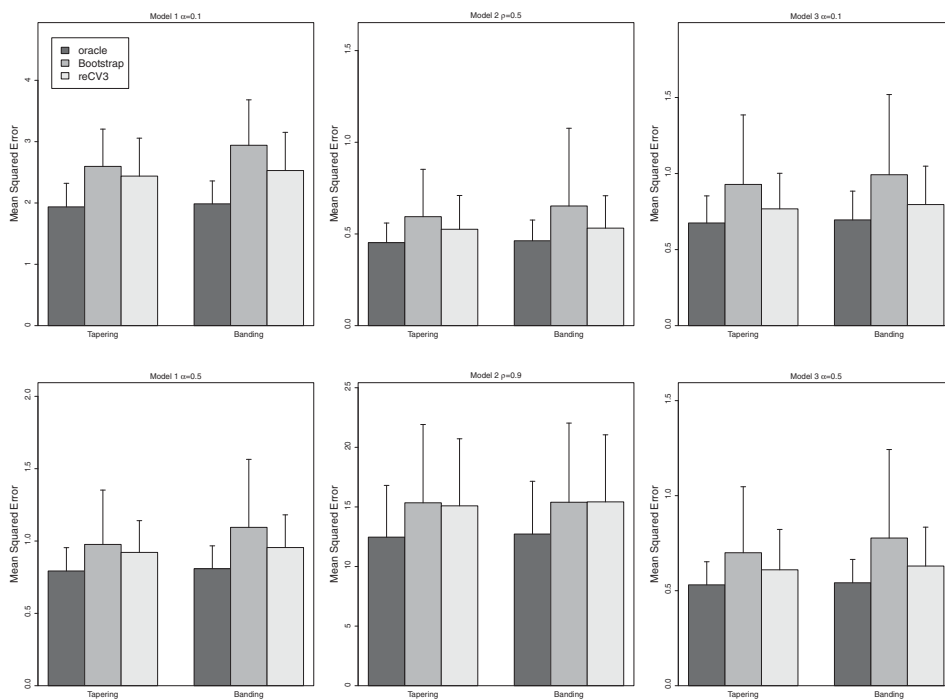 Model 1 α=0.1
Mean Squared Error
4
3
2
1
0
oracle
Bootstrap
reCV3
Tapering
Banding
Model 2 ρ=0.5
Mean Squared Error
1.5
1.0
0.5
0.0
Tapering
Banding
Model 3 α=0.1
Mean Squared Error
1.5
1.0
0.5
0.0
Tapering
Banding
Model 1 α=0.5
Mean Squared Error
2.0
1.5
1.0
0.5
0.0
Tapering
Banding
Model 2 ρ=0.9
Mean Squared Error
25
20
15
10
5
0
Tapering
Banding
Model 3 α=0.5
Mean Squared Error
1.5
1.0
0.5
0.0
Tapering
Banding